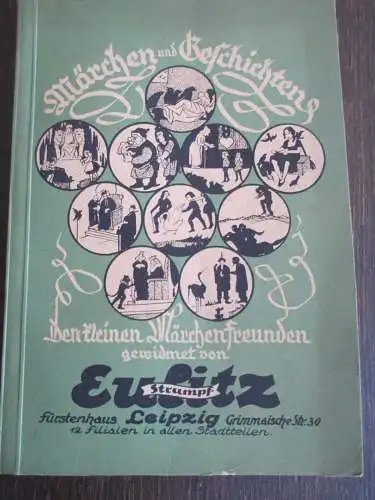 Märchen und Geschichten
Den kleinen Märchenfreunden
gewidmet von
Eulitz
Strumpf
Fürstenhaus Leipzig Grimmaische Str. 30
12 Filialen in allen Stadtteilen.